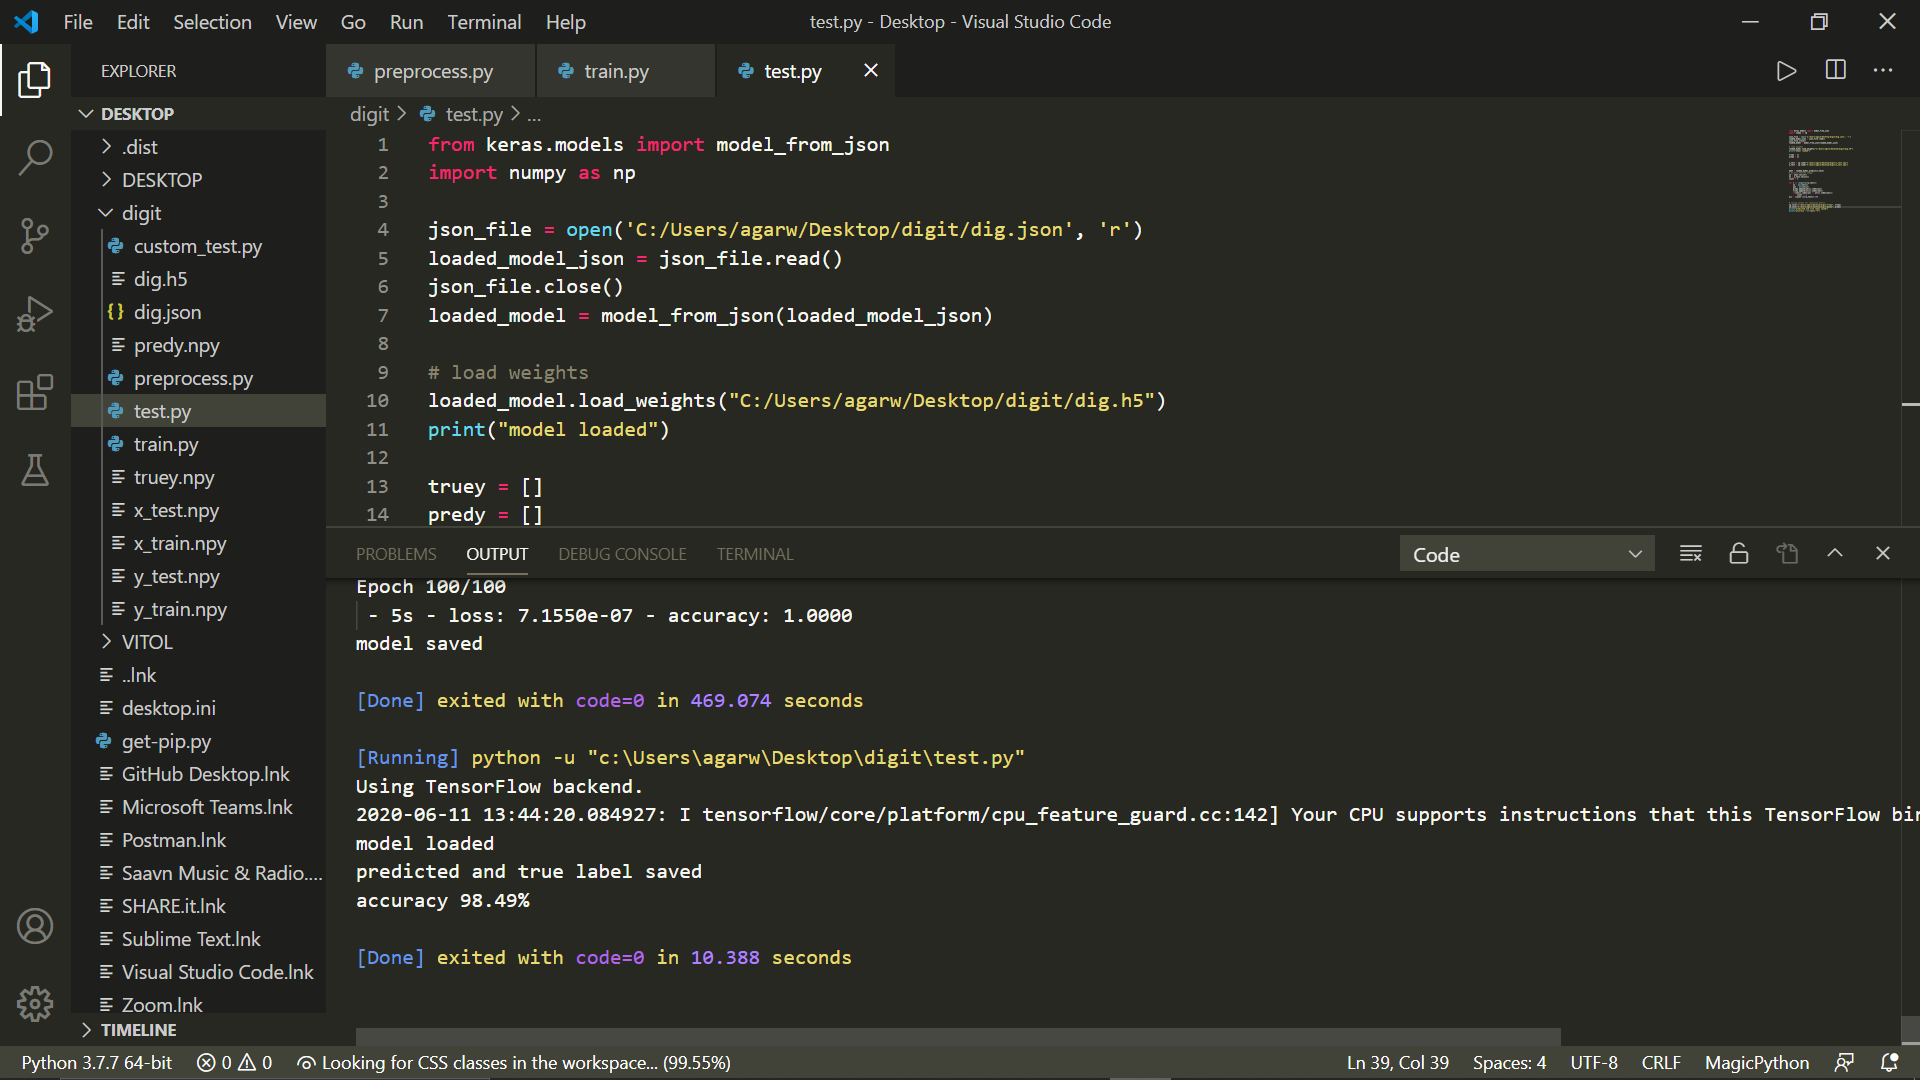 File Edit Selection View Go Run Terminal Help
test.py - Desktop - Visual Studio Code
EXPLORER
DESKTOP
.dist
DESKTOP
digit
custom_test.py
dig.h5
dig.json
predy.npy
preprocess.py
test.py
train.py
truey.npy
x_test.npy
x_train.npy
y_test.npy
y_train.npy
VITOL
..lnk
desktop.ini
get-pip.py
GitHub Desktop.lnk
Microsoft Teams.lnk
Postman.lnk
Saavn Music & Radio....
SHARE.it.lnk
Sublime Text.lnk
Visual Studio Code.lnk
Zoom.lnk
TIMELINE
preprocess.py train.py test.py
digit > test.py > ...
1 from keras.models import model_from_json
2 import numpy as np
3
4 json_file = open('C:/Users/agarw/Desktop/digit/dig.json', 'r')
5 loaded_model_json = json_file.read()
6 json_file.close()
7 loaded_model = model_from_json(loaded_model_json)
8
9 # load weights
10 loaded_model.load_weights("C:/Users/agarw/Desktop/digit/dig.h5")
11 print("model loaded")
12
13 truey = []
14 predy = []
PROBLEMS OUTPUT DEBUG CONSOLE TERMINAL
Code
Epoch 100/100
- 5s - loss: 7.1550e-07 - accuracy: 1.0000
model saved
[Done] exited with code=0 in 469.074 seconds
[Running] python -u "c:\Users\agarw\Desktop\digit\test.py"
Using TensorFlow backend.
2020-06-11 13:44:20.084927: I tensorflow/core/platform/cpu_feature_guard.cc:142] Your CPU supports instructions that this TensorFlow bin
model loaded
predicted and true label saved
accuracy 98.49%
[Done] exited with code=0 in 10.388 seconds
Python 3.7.7 64-bit 0 0 Looking for CSS classes in the workspace... (99.55%)
Ln 39, Col 39 Spaces: 4 UTF-8 CRLF MagicPython